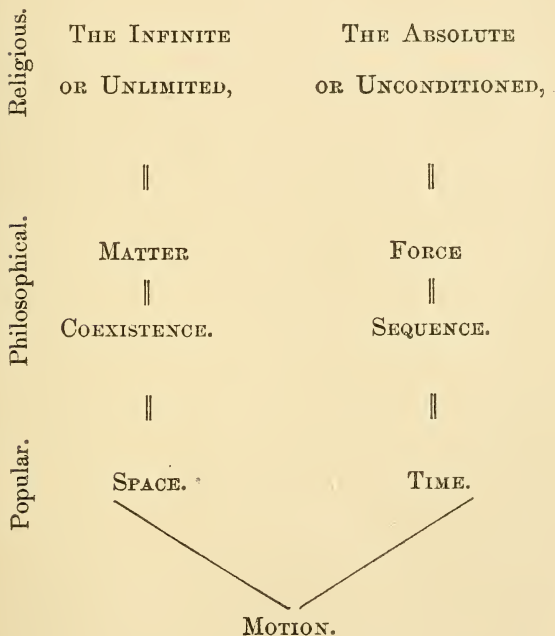 Religious.
THE INFINITE THE ABSOLUTE
OR UNLIMITED, OR UNCONDITIONED,
Philosophical.
MATTER FORCE
COEXISTENCE. SEQUENCE.
Popular.
SPACE. TIME.
MOTION.